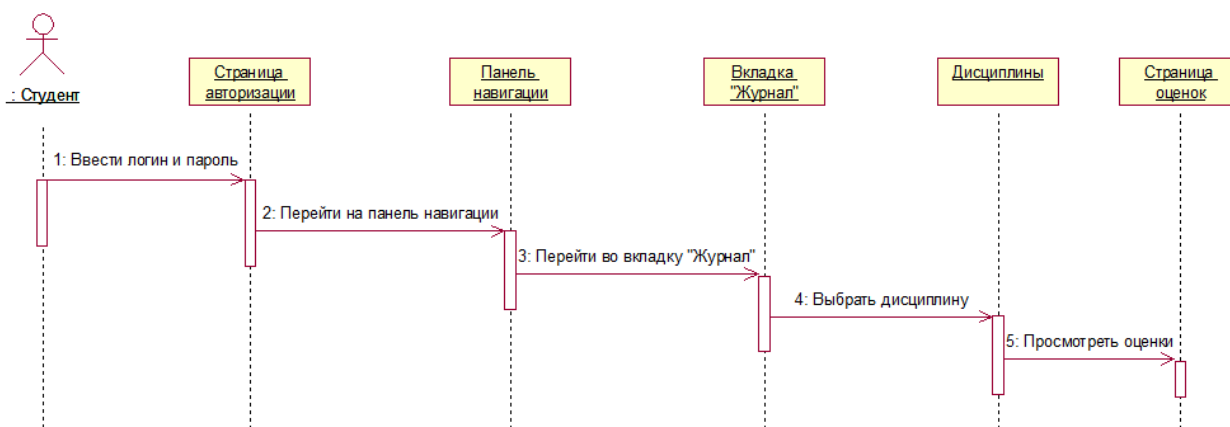 : Студент
Страница
авторизации
Панель
навигации
Вкладка
"Журнал"
Дисциплины
Страница
оценок
1: Ввести логин и пароль
2: Перейти на панель навигации
3: Перейти во вкладку "Журнал"
4: Выбрать дисциплину
5: Просмотреть оценки